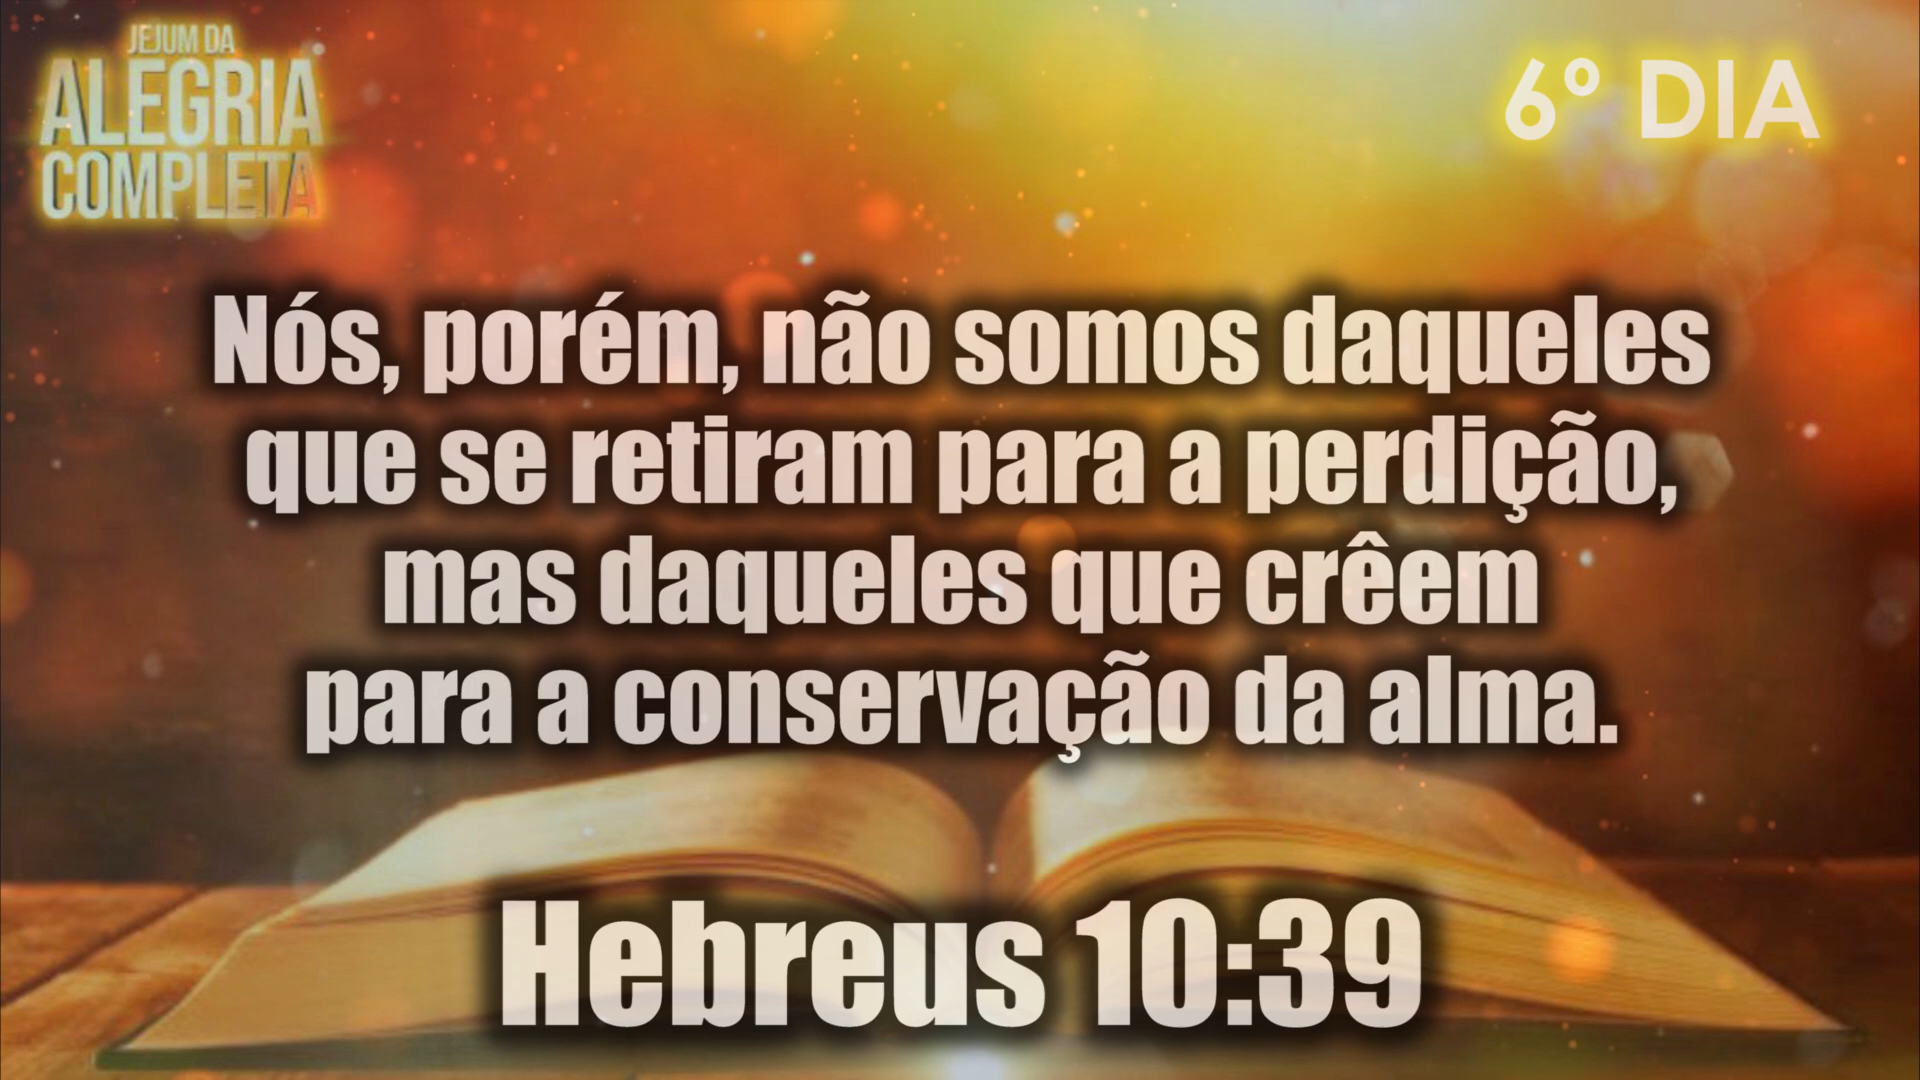 JEJUM DA
ALEGRIA
COMPLETA
6º DIA
Nós, porém, não somos daqueles
que se retiram para a perdição,
mas daqueles que crêem
para a conservação da alma.
Hebreus 10:39